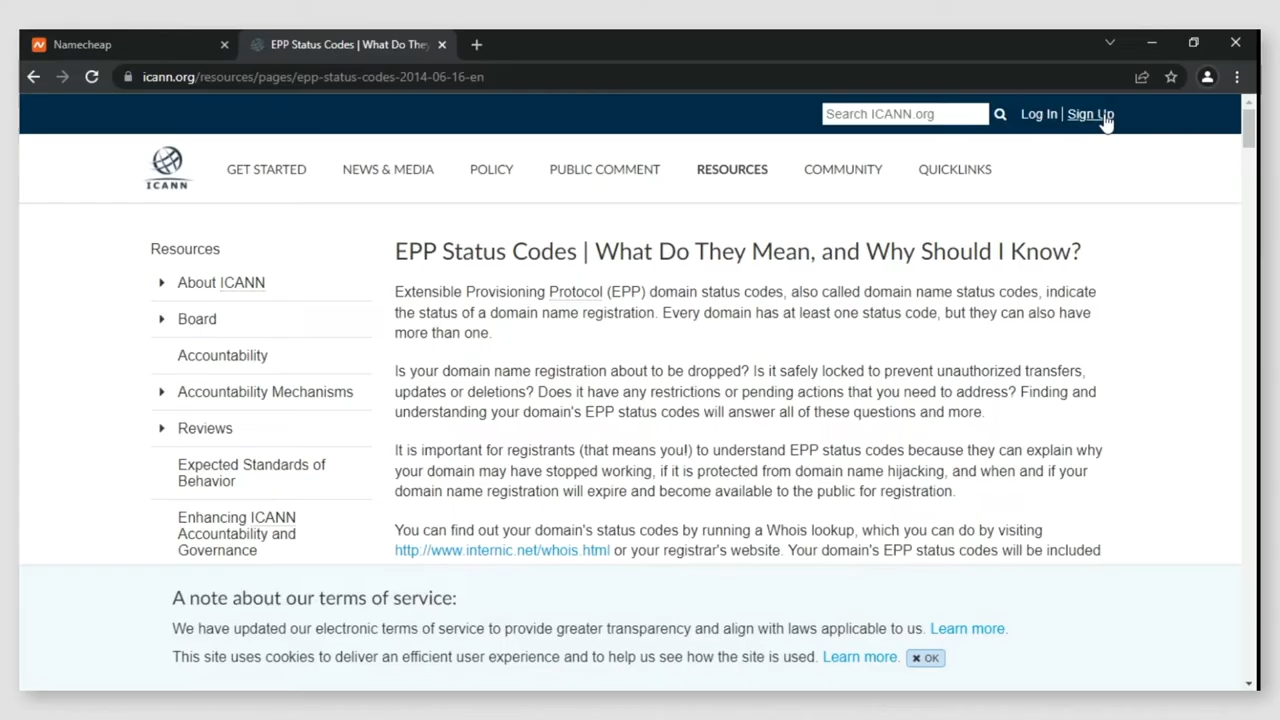 Namecheap
EPP Status Codes | What Do They
icann.org/resources/pages/epp-status-codes-2014-06-16-en
Search ICANN.org
Log In | Sign Up
ICANN
GET STARTED
NEWS & MEDIA
POLICY
PUBLIC COMMENT
RESOURCES
COMMUNITY
QUICKLINKS
Resources
About ICANN
Board
Accountability
Accountability Mechanisms
Reviews
Expected Standards of
Behavior
Enhancing ICANN
Accountability and
Governance
EPP Status Codes | What Do They Mean, and Why Should I Know?
Extensible Provisioning Protocol (EPP) domain status codes, also called domain name status codes, indicate
the status of a domain name registration. Every domain has at least one status code, but they can also have
more than one.
Is your domain name registration about to be dropped? Is it safely locked to prevent unauthorized transfers,
updates or deletions? Does it have any restrictions or pending actions that you need to address? Finding and
understanding your domain's EPP status codes will answer all of these questions and more.
It is important for registrants (that means you!) to understand EPP status codes because they can explain why
your domain may have stopped working, if it is protected from domain name hijacking, and when and if your
domain name registration will expire and become available to the public for registration.
You can find out your domain's status codes by running a Whois lookup, which you can do by visiting
http://www.internic.net/whois.html or your registrar's website. Your domain's EPP status codes will be included
A note about our terms of service:
We have updated our electronic terms of service to provide greater transparency and align with laws applicable to us. Learn more.
This site uses cookies to deliver an efficient user experience and to help us see how the site is used. Learn more. OK